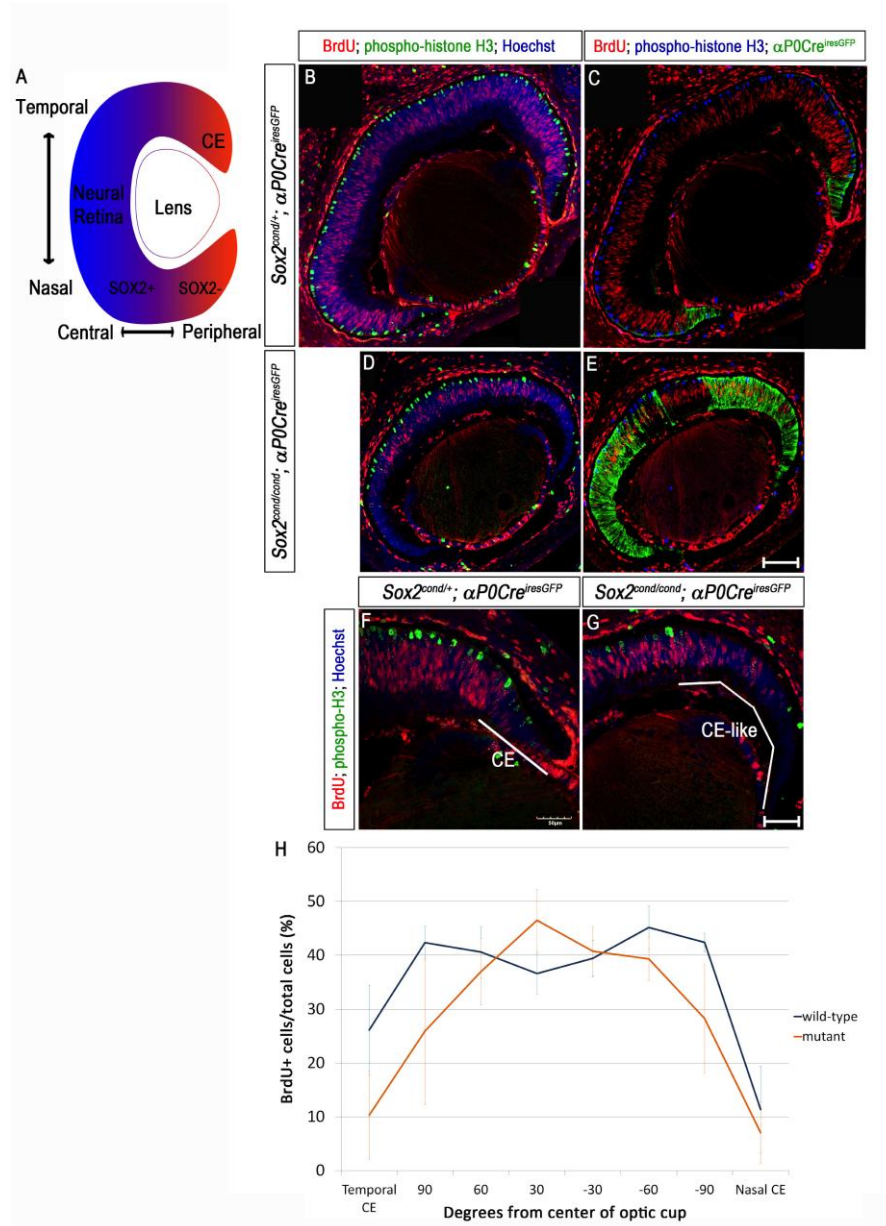 BrdU; phospho-histone H3; Hoechst
BrdU; phospho-histone H3; αP0Cre^iresGFP
A
Temporal
CE
Neural
Retina
Lens
Nasal
SOX2+
SOX2-
Central
Peripheral
Sox2^cond/+; αP0Cre^iresGFP
B
C
Sox2^cond/cond; αP0Cre^iresGFP
D
E
Sox2^cond/+; αP0Cre^iresGFP
Sox2^cond/cond; αP0Cre^iresGFP
BrdU; phospho-H3; Hoechst
F
CE
50µm
G
CE-like
H
BrdU+ cells/total cells (%)
60
50
40
30
20
10
0
Temporal CE 90 60 30 -30 -60 -90 Nasal CE
Degrees from center of optic cup
wild-type
mutant